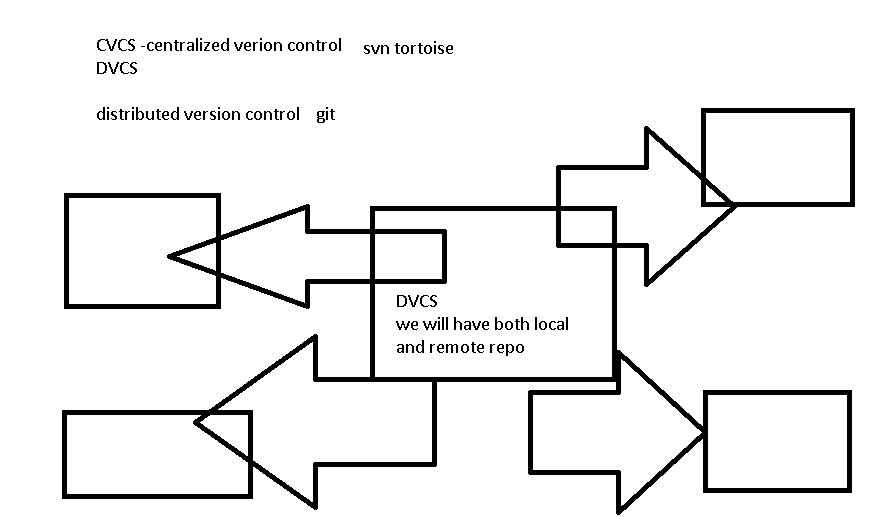 CVCS -centralized verion control svn tortoise
DVCS
distributed version control git
DVCS
we will have both local
and remote repo